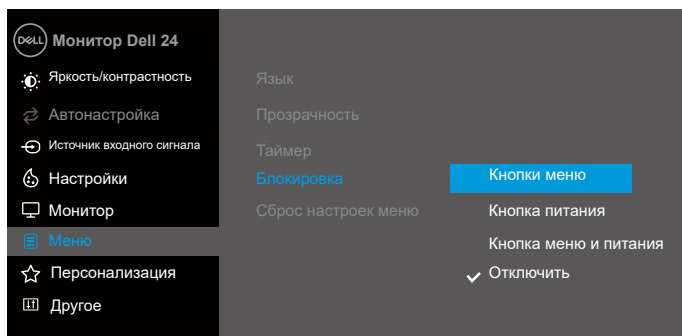 DELL Монитор Dell 24
Яркость/контрастность
Автонастройка
Источник входного сигнала
Настройки
Монитор
Меню
Персонализация
Другое
Язык
Прозрачность
Таймер
Блокировка
Сброс настроек меню
Кнопки меню
Кнопка питания
Кнопка меню и питания
Отключить